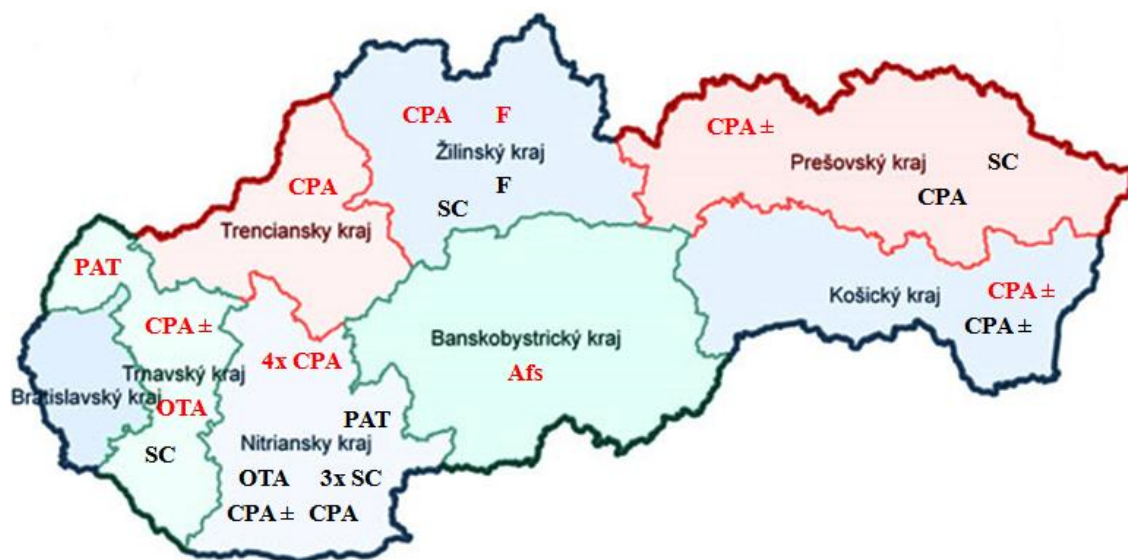 CPA F
Žilinský kraj
F
SC
CPA ±
Prešovský kraj
SC
CPA
CPA
Trenciansky kraj
PAT
CPA ±
Trnavský kraj
Bratislavský kraj
OTA
SC
4x CPA
PAT
Nitriansky kraj
OTA 3x SC
CPA ± CPA
Banskobystrický kraj
Afs
Košický kraj
CPA ±
CPA ±